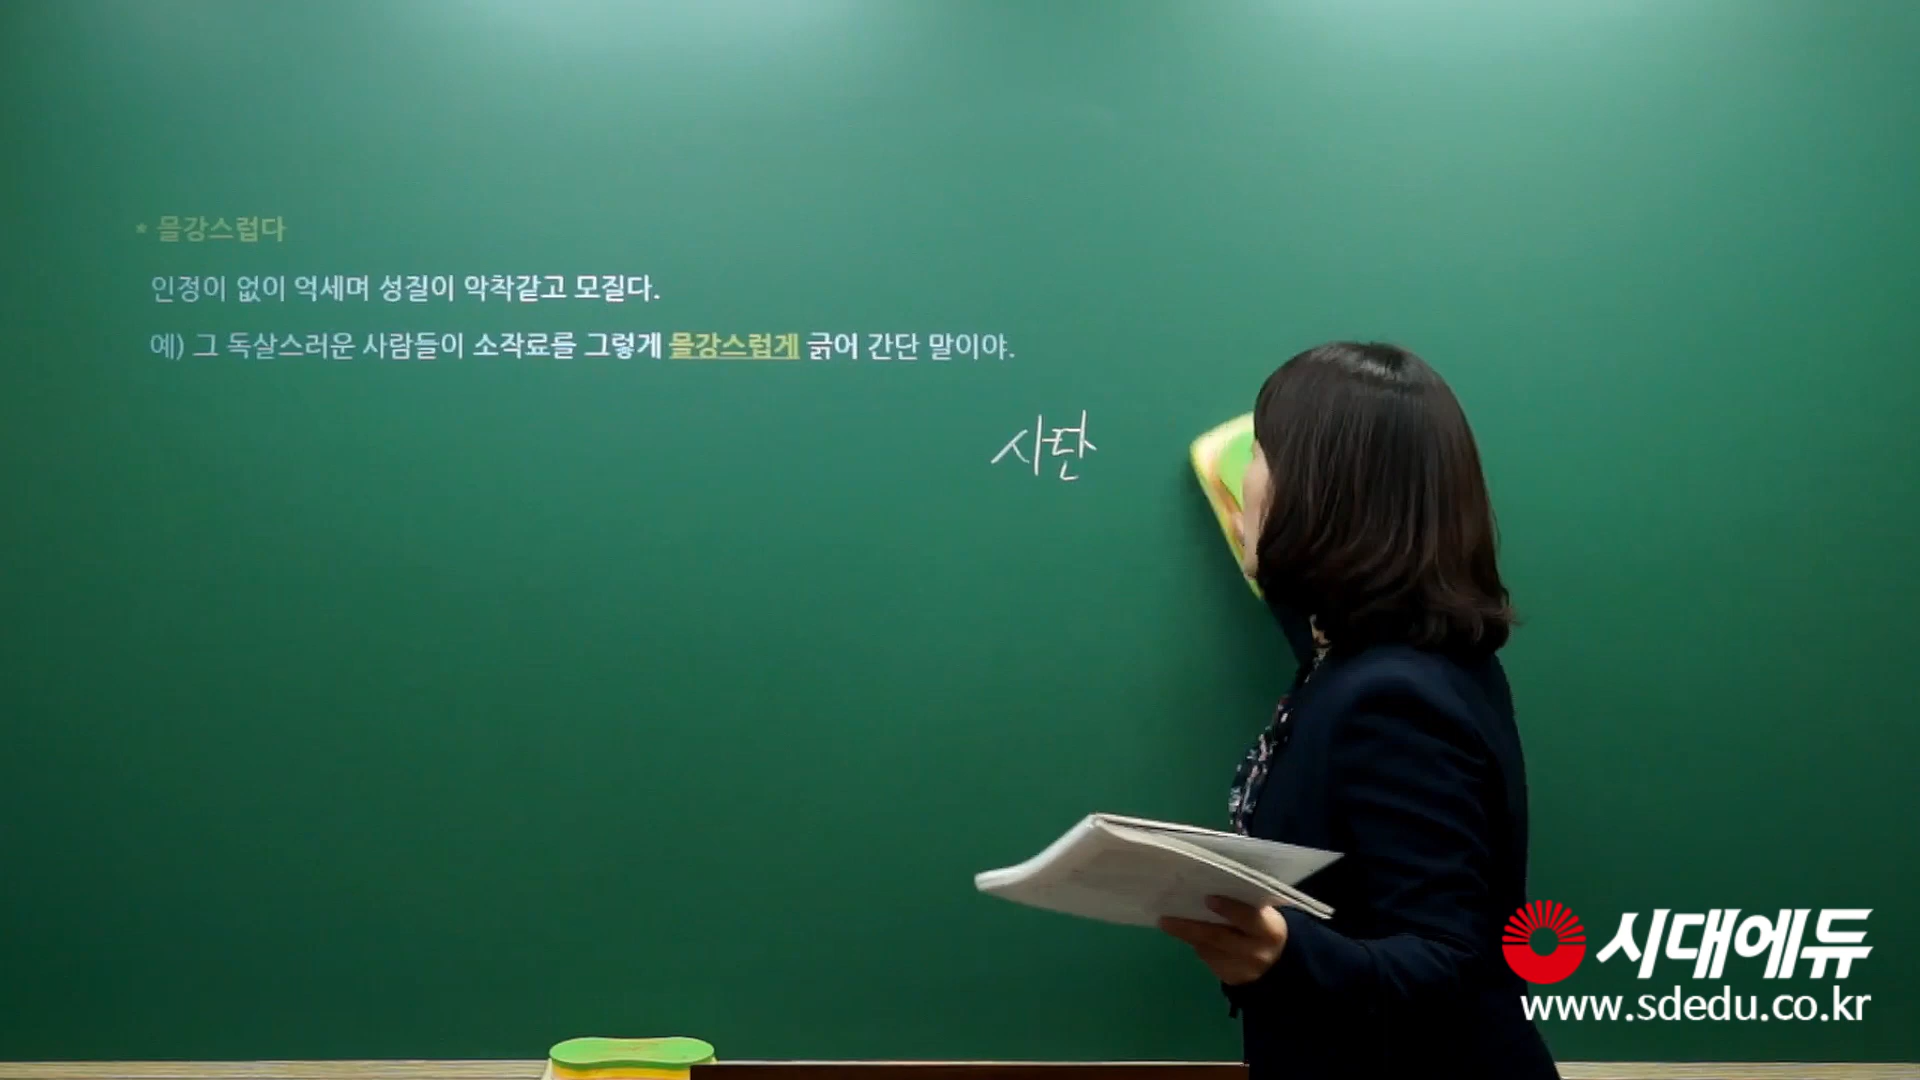 * 몰강스럽다
인정이 없이 억세며 성질이 악착같고 모질다.
예) 그 독살스러운 사람들이 소작료를 그렇게 몰강스럽게 긁어 간단 말이야.
사단
시대에듀
www.sdedu.co.kr